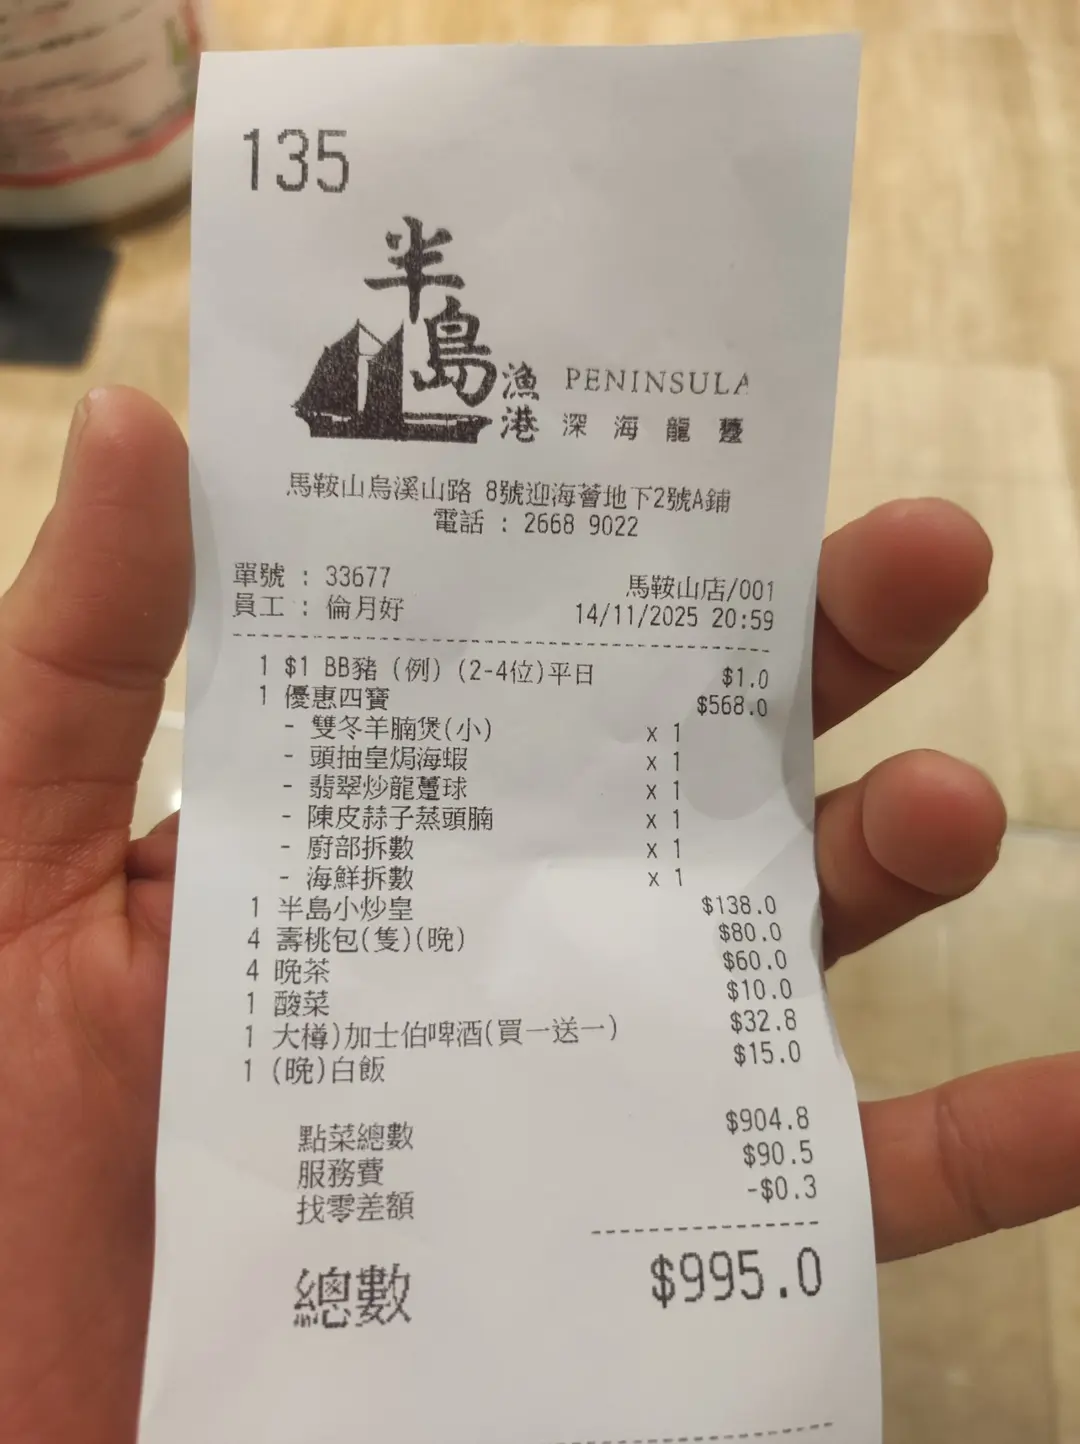 135
半島
漁港 PENINSULA
深海龍躉
馬鞍山烏溪山路 8號迎海薈地下2號A鋪
電話 : 2668 9022
單號 : 33677 馬鞍山店/001
員工 : 倫月好 14/11/2025 20:59
1 $1 BB豬 (例) (2-4位)平日 $1.0
1 優惠四寶 $568.0
- 雙冬羊腩煲(小) x 1
- 頭抽皇焗海蝦 x 1
- 翡翠炒龍躉球 x 1
- 陳皮蒜子蒸頭腩 x 1
- 廚部拆數 x 1
- 海鮮拆數 x 1
1 半島小炒皇 $138.0
4 壽桃包(隻)(晚) $80.0
4 晚茶 $60.0
1 酸菜 $10.0
1 大樽)加士伯啤酒(買一送一) $32.8
1 (晚)白飯 $15.0
點菜總數 $904.8
服務費 $90.5
找零差額 -$0.3
總數 $995.0